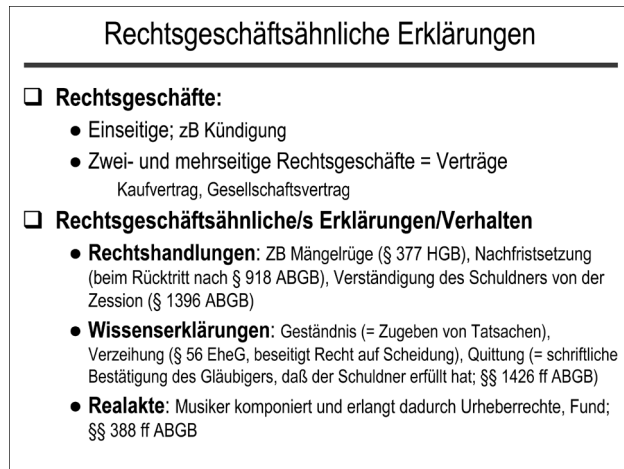 Rechtsgeschäftsähnliche Erklärungen
❑ Rechtsgeschäfte:
● Einseitige; zB Kündigung
● Zwei- und mehrseitige Rechtsgeschäfte = Verträge
Kaufvertrag, Gesellschaftsvertrag
❑ Rechtsgeschäftsähnliche/s Erklärungen/Verhalten
● Rechtshandlungen: ZB Mängelrüge (§ 377 HGB), Nachfristsetzung
(beim Rücktritt nach § 918 ABGB), Verständigung des Schuldners von der
Zession (§ 1396 ABGB)
● Wissenserklärungen: Geständnis (= Zugeben von Tatsachen),
Verzeihung (§ 56 EheG, beseitigt Recht auf Scheidung), Quittung (= schriftliche
Bestätigung des Gläubigers, daß der Schuldner erfüllt hat; §§ 1426 ff ABGB)
● Realakte: Musiker komponiert und erlangt dadurch Urheberrechte, Fund;
§§ 388 ff ABGB